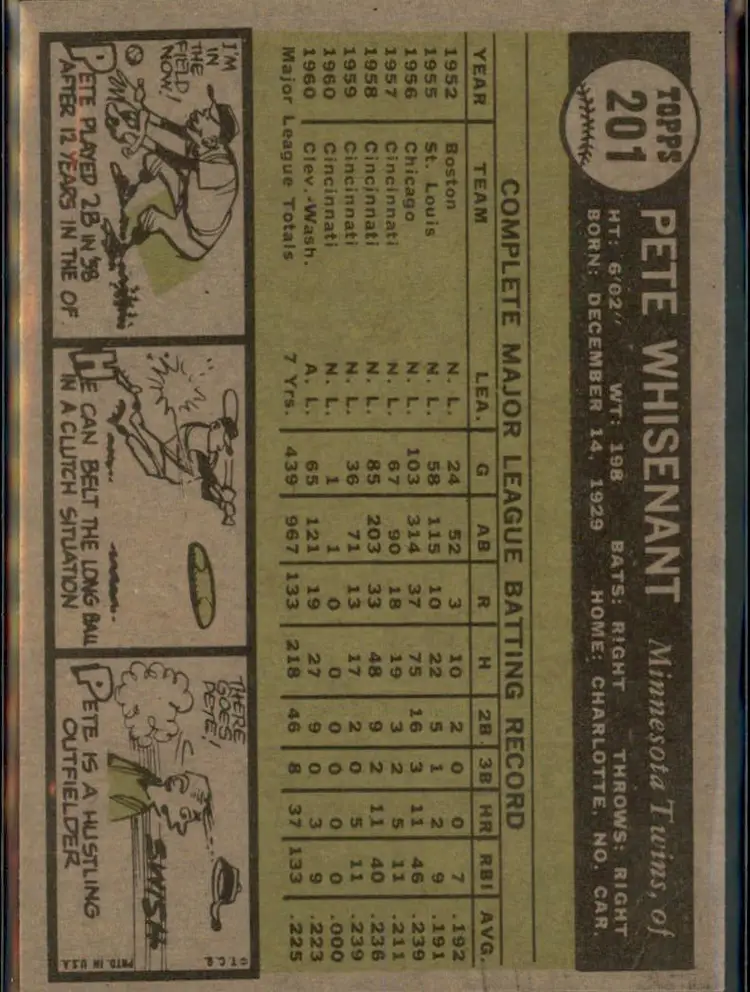 TOPPS
201
PETE WHISENANT Minnesota Twins, of
HT: 6'02" WT: 198 BATS: RIGHT THROWS: RIGHT
BORN: DECEMBER 14, 1929 HOME: CHARLOTTE, NO. CAR.
COMPLETE MAJOR LEAGUE BATTING RECORD
YEAR TEAM LEA. G AB R H 2B 3B HR RBI AVG.
1952 Boston N. L. 24 52 3 10 2 0 0 7 .192
1955 St. Louis N. L. 58 115 10 22 5 1 2 9 .191
1956 Chicago N. L. 103 314 37 75 16 3 11 46 .239
1957 Cincinnati N. L. 67 90 18 19 3 2 5 11 .211
1958 Cincinnati N. L. 85 203 33 48 9 2 11 40 .236
1959 Cincinnati N. L. 36 71 13 17 2 0 5 11 .239
1960 Cincinnati N. L. 1 1 0 0 0 0 0 0 .000
1960 Clev.-Wash. A. L. 65 121 19 27 9 0 3 9 .223
Major League Totals 7 Yrs. 439 967 133 218 46 8 37 133 .225
I'M
IN
THE
FIELD
NOW!
PETE PLAYED 2B IN '58
AFTER 12 YEARS IN THE OF
HE CAN BELT THE LONG BALL
IN A CLUTCH SITUATION
THERE
GOES
PETE!
SWISH
PETE IS A HUSTLING
OUTFIELDER
© T.C.G.
PRTD. IN U.S.A.